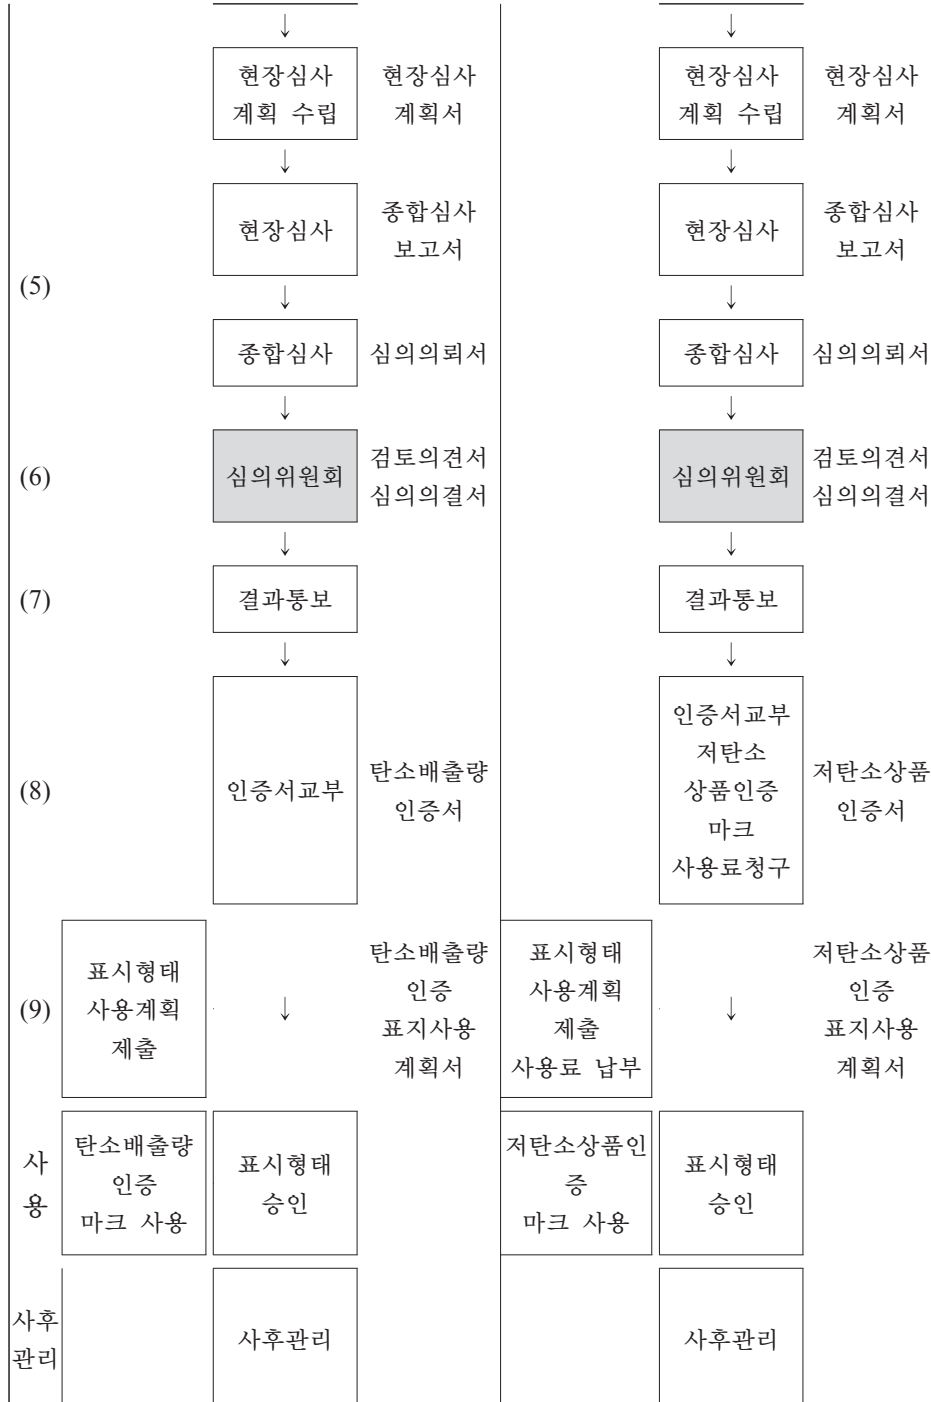 현장심사
계획 수립
현장심사
계획서
현장심사
계획 수립
현장심사
계획서
(5)
현장심사
종합심사
보고서
현장심사
종합심사
보고서
종합심사
심의의뢰서
종합심사
심의의뢰서
(6)
심의위원회
검토의견서
심의의결서
심의위원회
검토의견서
심의의결서
(7)
결과통보
결과통보
(8)
인증서교부
탄소배출량
인증서
인증서교부
저탄소
상품인증
마크
사용료청구
저탄소상품
인증서
(9)
표시형태
사용계획
제출
탄소배출량
인증
표지사용
계획서
표시형태
사용계획
제출
사용료 납부
저탄소상품
인증
표지사용
계획서
사
용
탄소배출량
인증
마크 사용
표시형태
승인
저탄소상품인
증
마크 사용
표시형태
승인
사후
관리
사후관리
사후관리